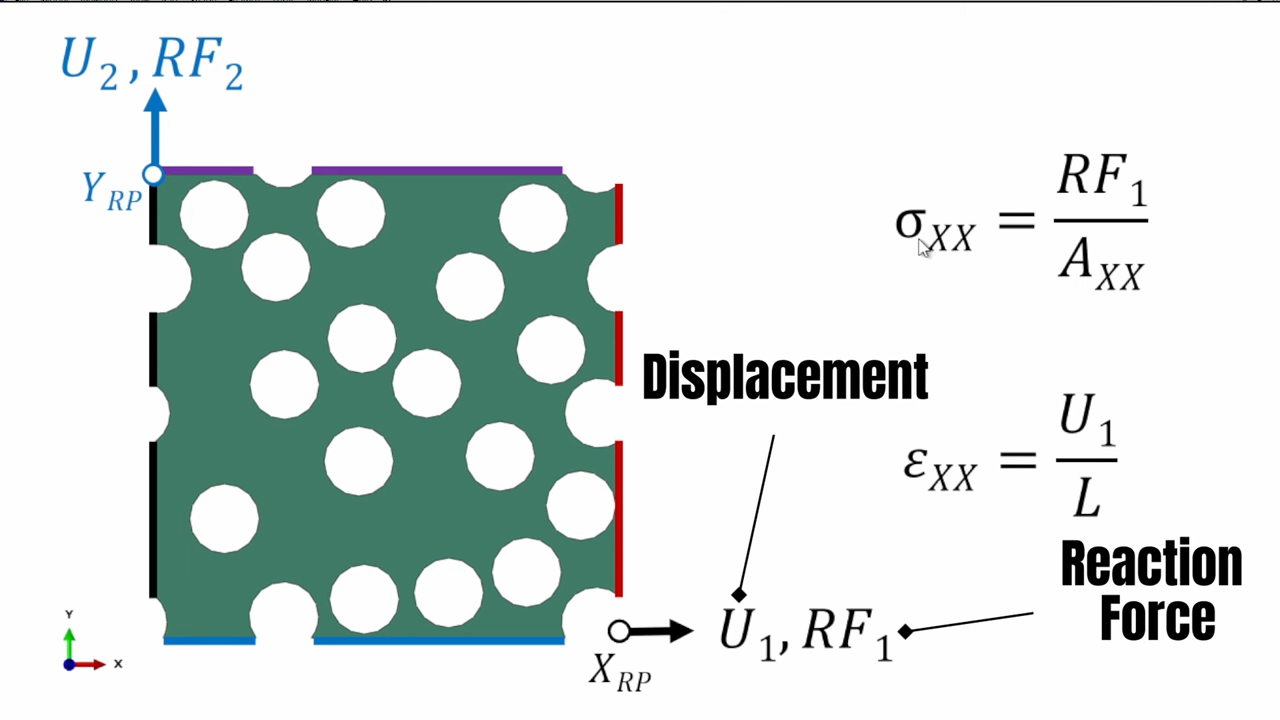 U₂, RF₂
Y_RP
σ_XX = RF₁ / A_XX
Displacement
ε_XX = U₁ / L
Reaction
Force
U₁, RF₁
X_RP
Y
X